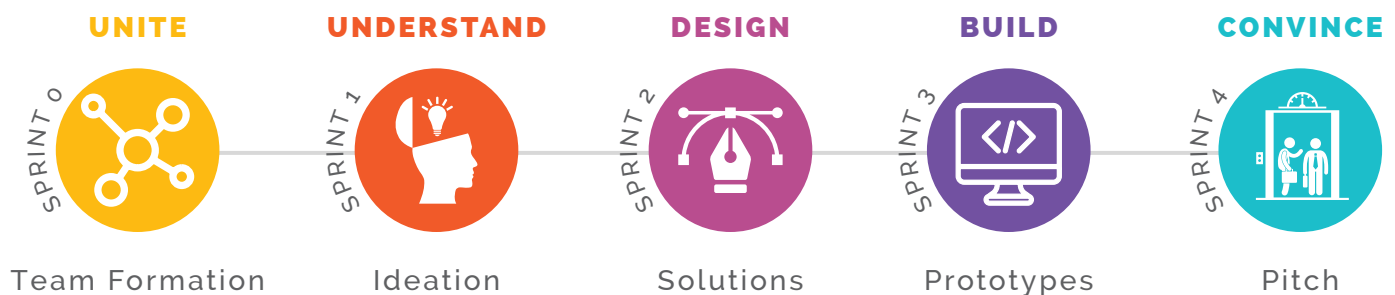 UNITE
UNDERSTAND
DESIGN
BUILD
CONVINCE
SPRINT 0
SPRINT 1
SPRINT 2
SPRINT 3
SPRINT 4
</>
Team Formation
Ideation
Solutions
Prototypes
Pitch